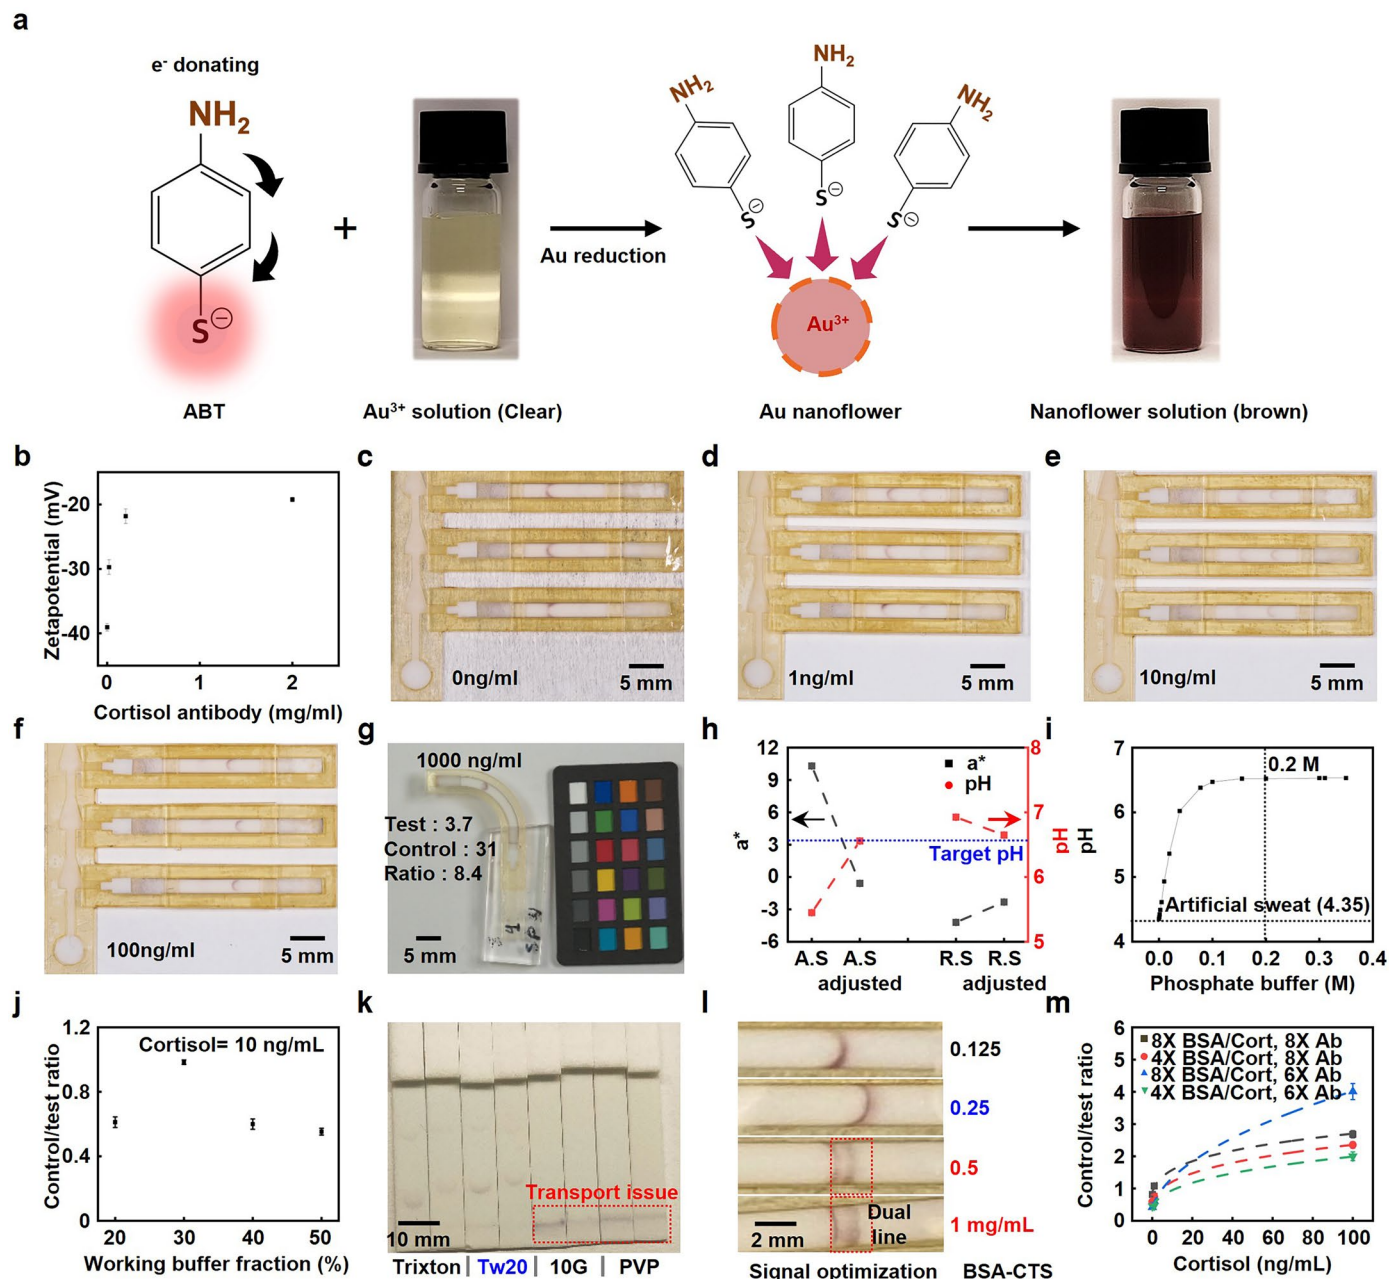 a
e- donating
NH2
S⊖
ABT
+
Au3+ solution (Clear)
Au reduction
NH2
NH2
NH2
S⊖
S⊖
S⊖
Au3+
Au nanoflower
Nanoflower solution (brown)
b
Zetapotential (mV)
-20
-30
-40
0 1 2
Cortisol antibody (mg/ml)
c
0ng/ml
5 mm
d
1ng/ml
5 mm
e
10ng/ml
5 mm
f
100ng/ml
5 mm
g
1000 ng/ml
Test : 3.7
Control : 31
Ratio : 8.4
5 mm
h
a*
12
9
6
3
0
-3
-6
a*
pH
Target pH
8
7
6
5
pH
A.S A.S R.S R.S
adjusted adjusted
i
pH
7
6
5
4
0.2 M
Artificial sweat (4.35)
0.0 0.1 0.2 0.3 0.4
Phosphate buffer (M)
j
Control/test ratio
1.2
0.8
0.4
0
Cortisol= 10 ng/mL
20 30 40 50
Working buffer fraction (%)
k
Transport issue
10 mm
Trixton | Tw20 | 10G | PVP
l
0.125
0.25
0.5
1 mg/mL
Dual
line
2 mm
Signal optimization BSA-CTS
m
Control/test ratio
6
5
4
3
2
1
0
8X BSA/Cort, 8X Ab
4X BSA/Cort, 8X Ab
8X BSA/Cort, 6X Ab
4X BSA/Cort, 6X Ab
0 20 40 60 80 100
Cortisol (ng/mL)